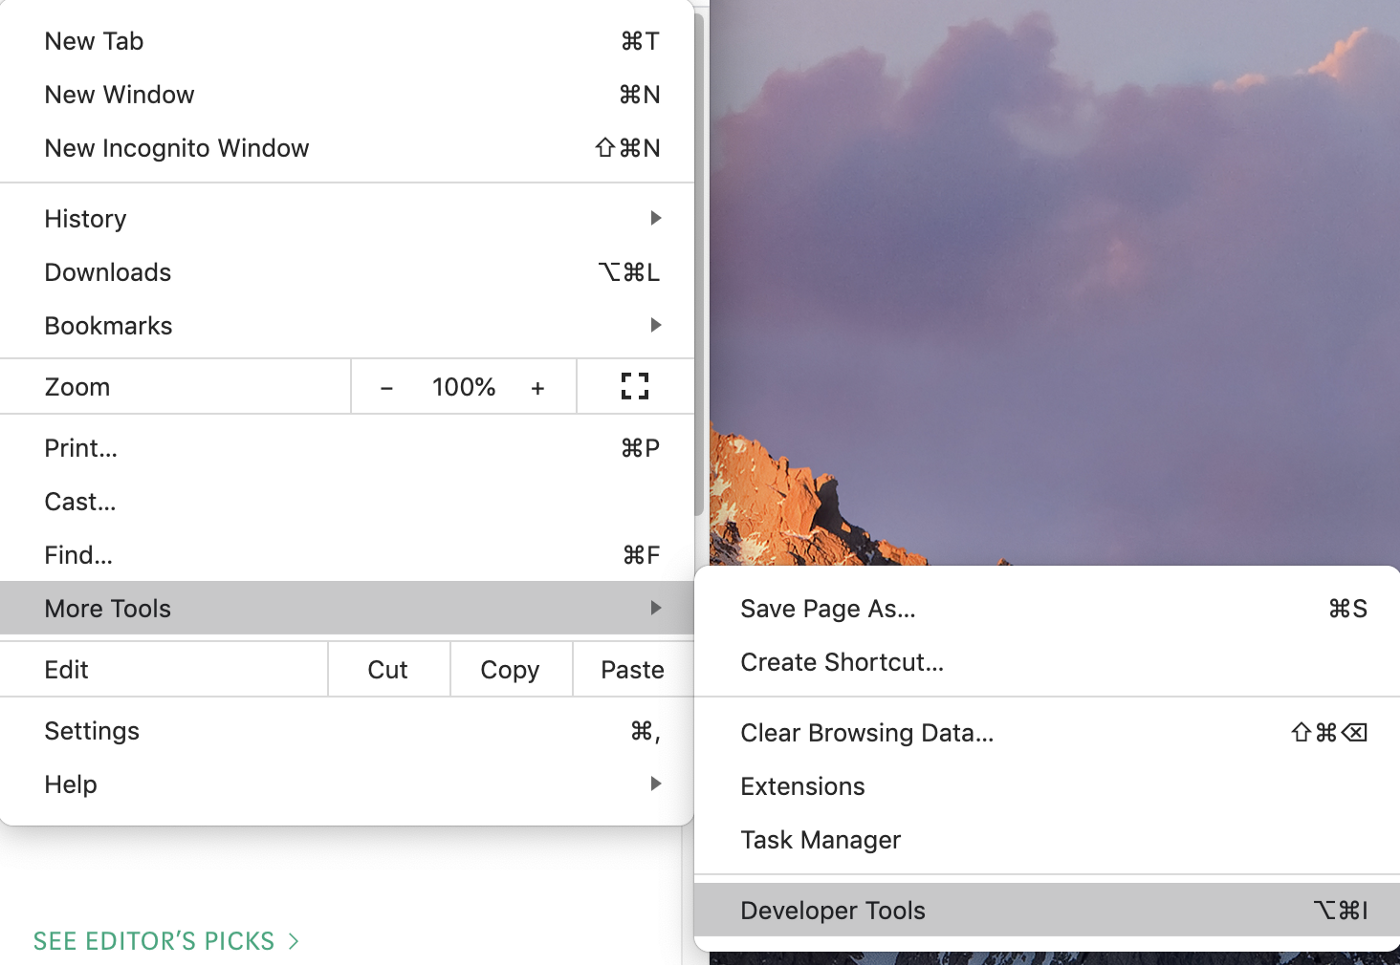 New Tab ⌘T
New Window ⌘N
New Incognito Window ⇧⌘N
History
Downloads ⌥⌘L
Bookmarks
Zoom − 100% +
Print... ⌘P
Cast...
Find... ⌘F
More Tools
Edit Cut Copy Paste
Settings ⌘,
Help
Save Page As... ⌘S
Create Shortcut...
Clear Browsing Data... ⇧⌘⌫
Extensions
Task Manager
Developer Tools ⌥⌘I
SEE EDITOR'S PICKS >